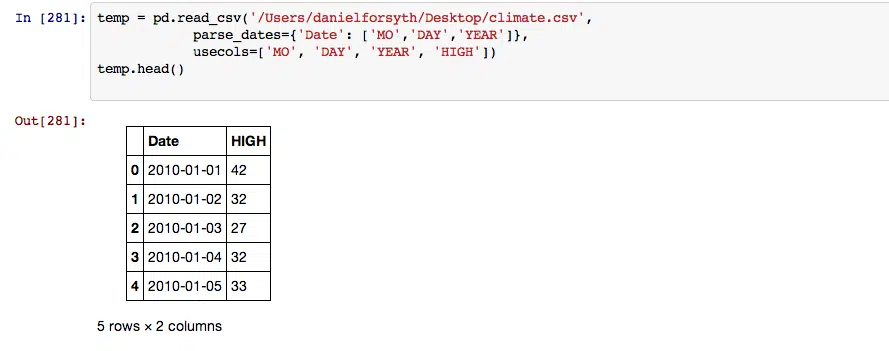 In [281]: temp = pd.read_csv('/Users/danielforsyth/Desktop/climate.csv',
parse_dates={'Date': ['MO','DAY','YEAR']},
usecols=['MO', 'DAY', 'YEAR', 'HIGH'])
temp.head()
Out[281]:
Date HIGH
0 2010-01-01 42
1 2010-01-02 32
2 2010-01-03 27
3 2010-01-04 32
4 2010-01-05 33
5 rows × 2 columns